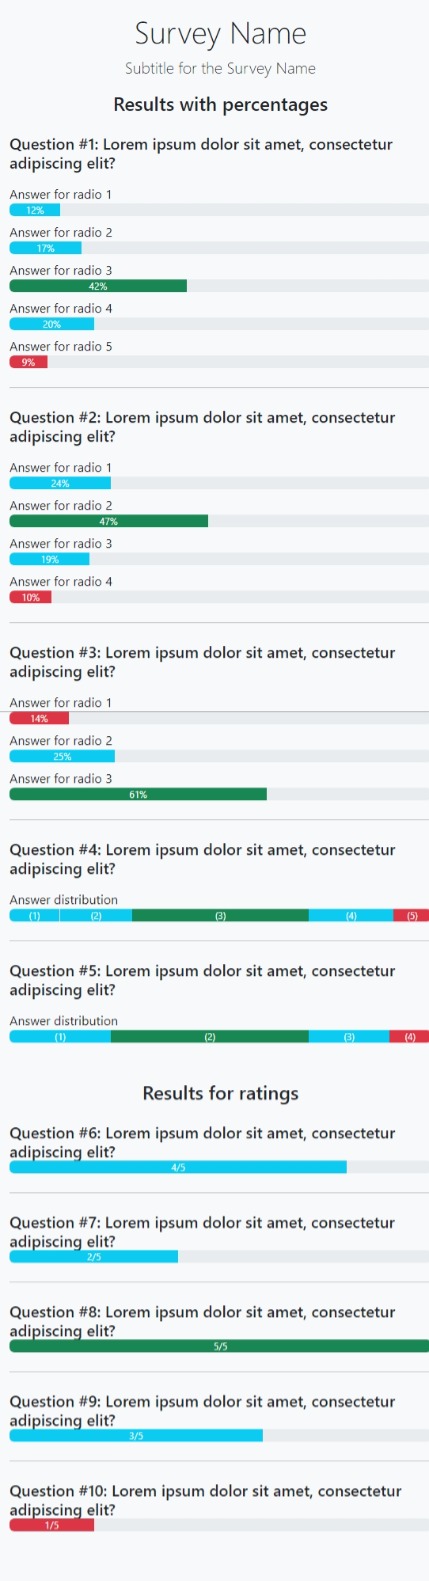 Survey Name
Subtitle for the Survey Name
Results with percentages
Question #1: Lorem ipsum dolor sit amet, consectetur
adipiscing elit?
Answer for radio 1
12%
Answer for radio 2
17%
Answer for radio 3
42%
Answer for radio 4
20%
Answer for radio 5
9%
Question #2: Lorem ipsum dolor sit amet, consectetur
adipiscing elit?
Answer for radio 1
24%
Answer for radio 2
47%
Answer for radio 3
19%
Answer for radio 4
10%
Question #3: Lorem ipsum dolor sit amet, consectetur
adipiscing elit?
Answer for radio 1
14%
Answer for radio 2
25%
Answer for radio 3
61%
Question #4: Lorem ipsum dolor sit amet, consectetur
adipiscing elit?
Answer distribution
(1) (2) (3) (4) (5)
Question #5: Lorem ipsum dolor sit amet, consectetur
adipiscing elit?
Answer distribution
(1) (2) (3) (4)
Results for ratings
Question #6: Lorem ipsum dolor sit amet, consectetur
adipiscing elit?
4/5
Question #7: Lorem ipsum dolor sit amet, consectetur
adipiscing elit?
2/5
Question #8: Lorem ipsum dolor sit amet, consectetur
adipiscing elit?
5/5
Question #9: Lorem ipsum dolor sit amet, consectetur
adipiscing elit?
3/5
Question #10: Lorem ipsum dolor sit amet, consectetur
adipiscing elit?
1/5